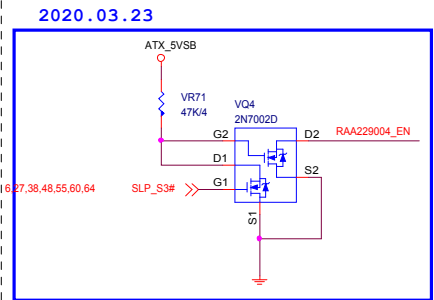 2020.03.23
ATX_5VSB
VR71
47K/4
VQ4
2N7002D
G2
D2
RAA229004_EN
D1
S2
6,27,38,48,55,60,64
SLP_S3#
G1
S1